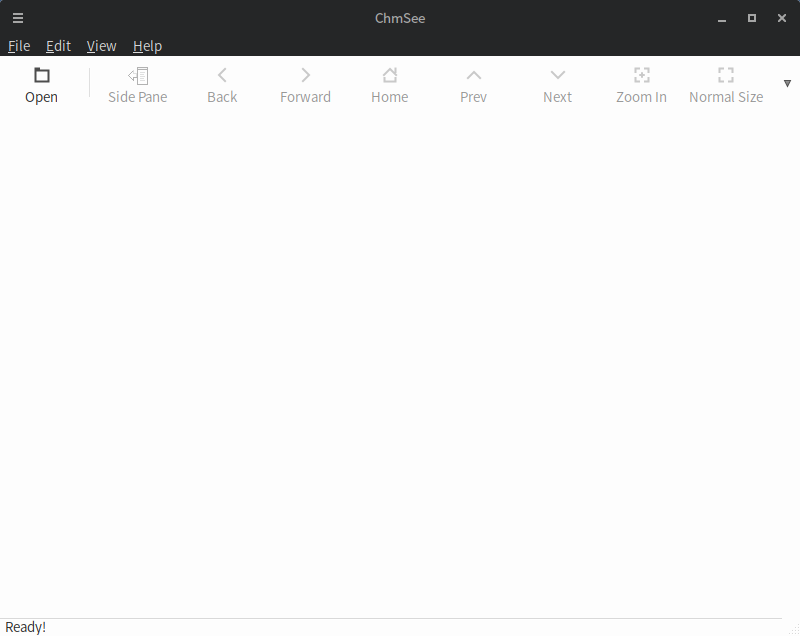 ChmSee
File Edit View Help
Open Side Pane Back Forward Home Prev Next Zoom In Normal Size
Ready!